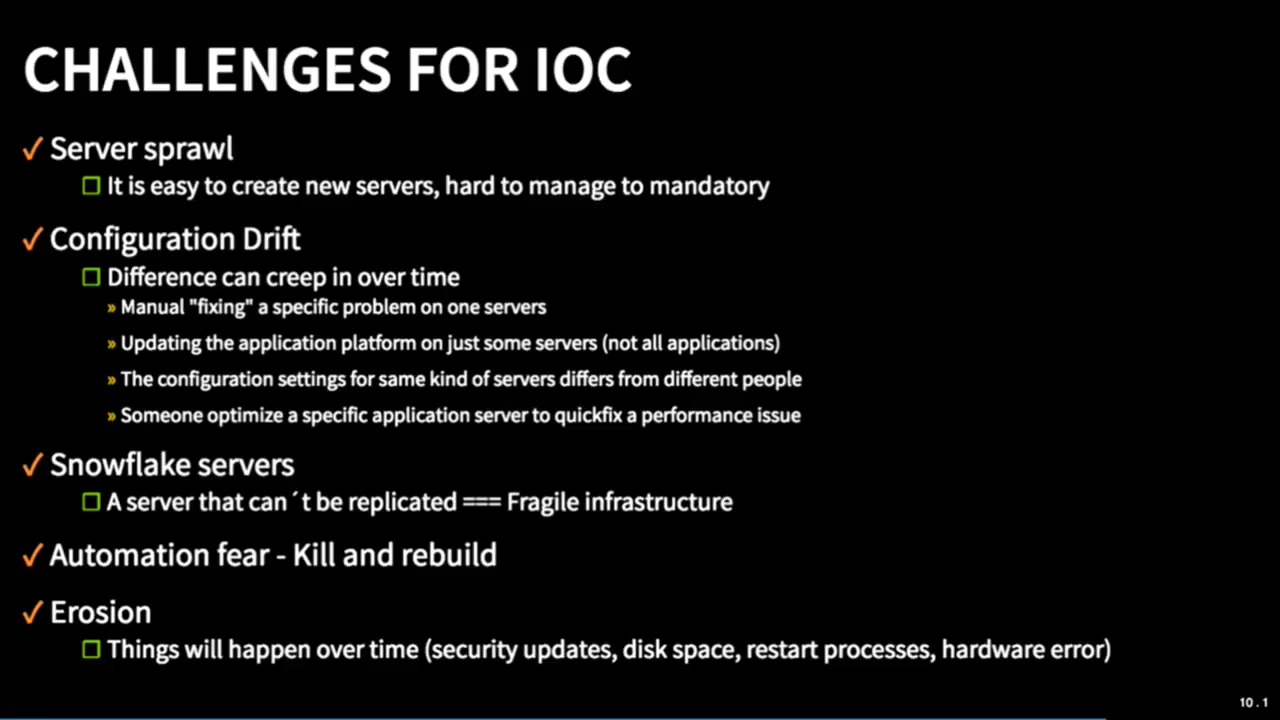 CHALLENGES FOR IOC
✓ Server sprawl
□ It is easy to create new servers, hard to manage to mandatory
✓ Configuration Drift
□ Difference can creep in over time
» Manual "fixing" a specific problem on one servers
» Updating the application platform on just some servers (not all applications)
» The configuration settings for same kind of servers differs from different people
» Someone optimize a specific application server to quickfix a performance issue
✓ Snowflake servers
□ A server that can´t be replicated === Fragile infrastructure
✓ Automation fear - Kill and rebuild
✓ Erosion
□ Things will happen over time (security updates, disk space, restart processes, hardware error)
10 . 1